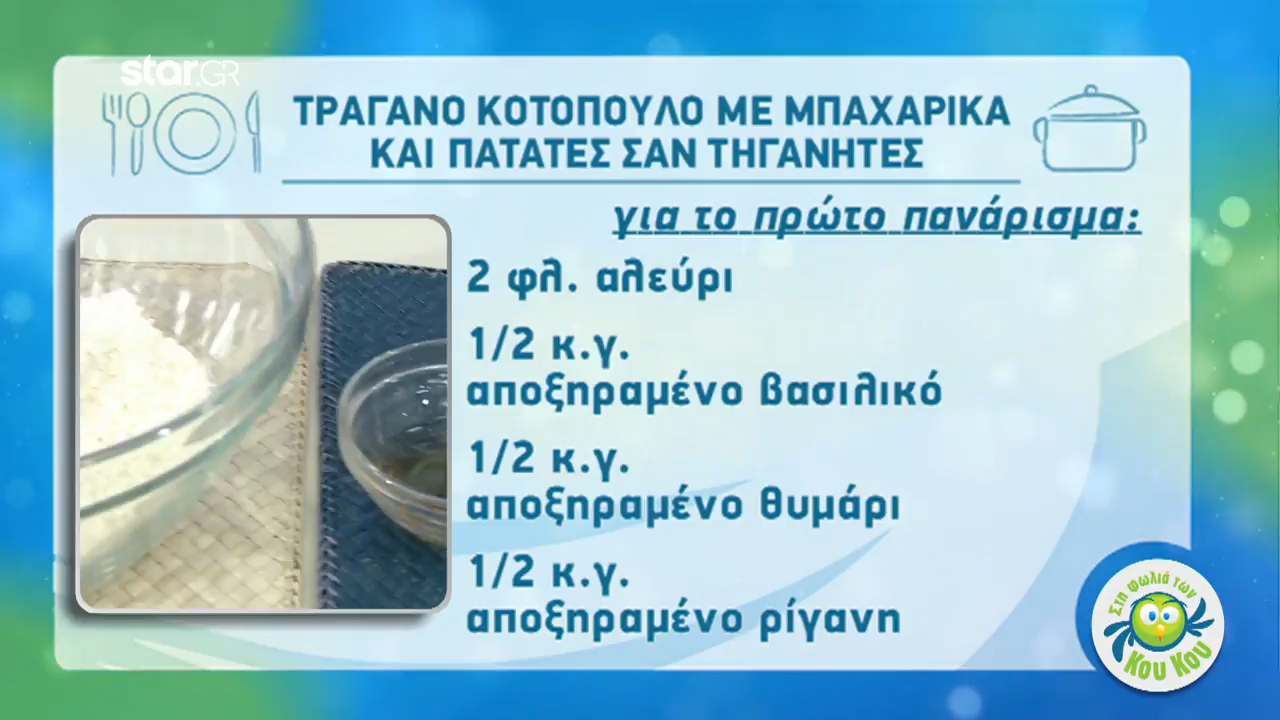 star.GR
ΤΡΑΓΑΝΟ ΚΟΤΟΠΟΥΛΟ ΜΕ ΜΠΑΧΑΡΙΚΑ
ΚΑΙ ΠΑΤΑΤΕΣ ΣΑΝ ΤΗΓΑΝΗΤΕΣ
για το πρώτο πανάρισμα:
2 φλ. αλεύρι
1/2 κ.γ.
αποξηραμένο βασιλικό
1/2 κ.γ.
αποξηραμένο θυμάρι
1/2 κ.γ.
αποξηραμένο ρίγανη
Στη φωλιά των
Κου Κου